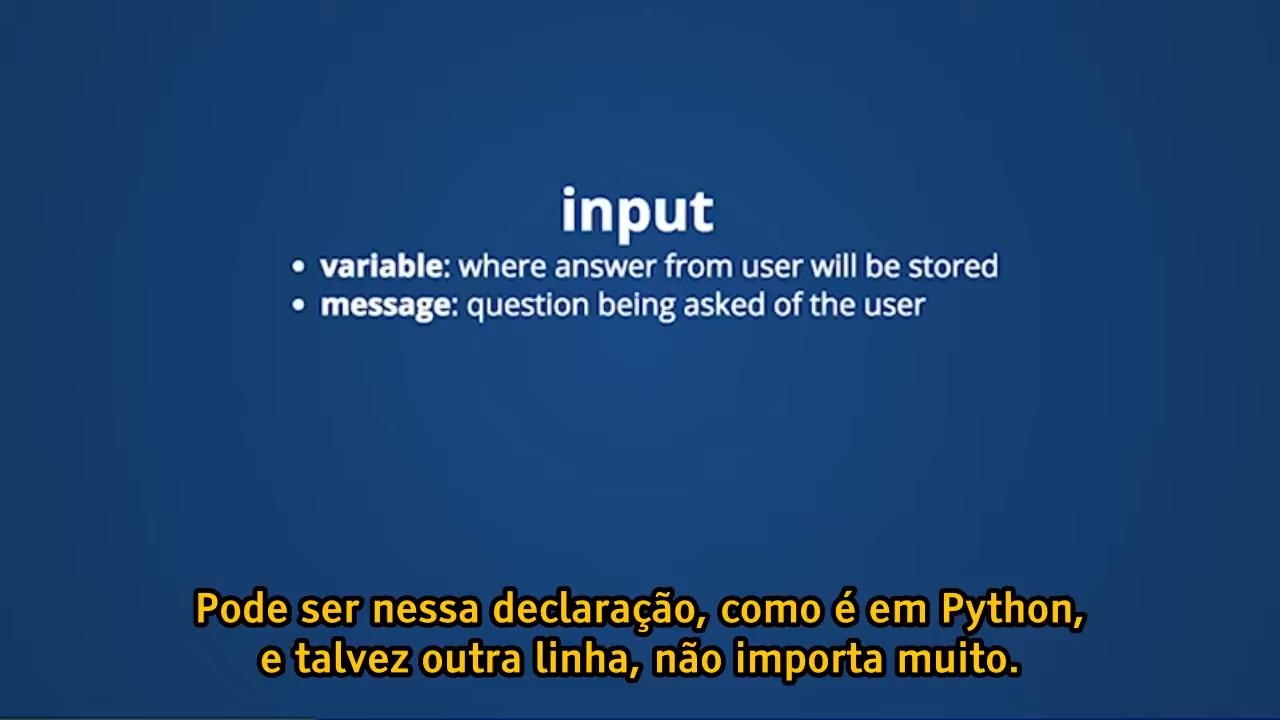 input
• variable: where answer from user will be stored
• message: question being asked of the user
Pode ser nessa declaração, como é em Python,
e talvez outra linha, não importa muito.